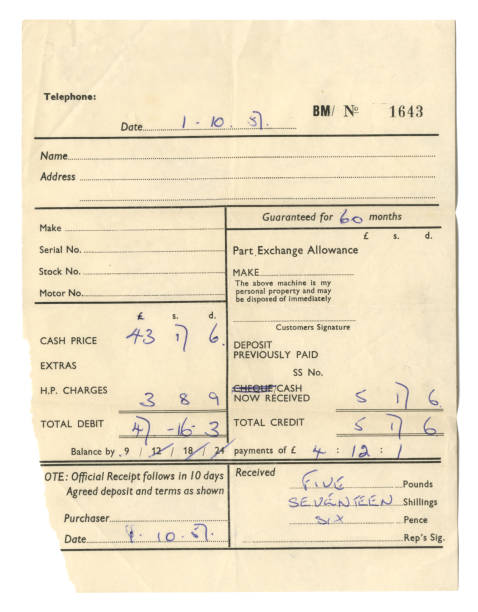 Telephone:
Date 1-10.57. BM/ № 1643
Name
Address
Make
Serial No.
Stock No.
Motor No.
£ s. d.
CASH PRICE 43 17 6.
EXTRAS
H.P. CHARGES 3 8 9
TOTAL DEBIT 47 -16- 3
Guaranteed for 60 months
£ s. d.
Part Exchange Allowance
MAKE
The above machine is my
personal property and may
be disposed of immediately
Customers Signature
DEPOSIT
PREVIOUSLY PAID
SS No.
CHEQUE/CASH
NOW RECEIVED 5 17 6
TOTAL CREDIT 5 17 6
Balance by 9 / 12 / 18 / 24 payments of £ 4 : 12 : 1
OTE: Official Receipt follows in 10 days
Agreed deposit and terms as shown
Purchaser
Date 1.10.57.
Received FIVE Pounds
SEVENTEEN Shillings
SIX Pence
Rep's Sig.